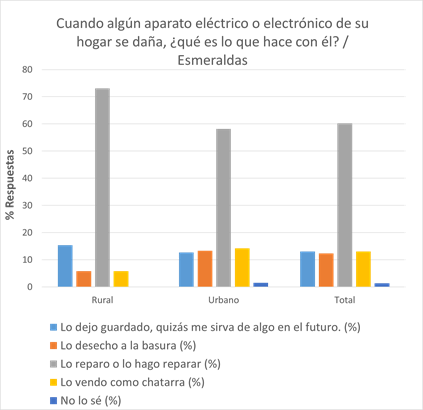 Cuando algún aparato eléctrico o electrónico de su
hogar se daña, ¿qué es lo que hace con él? /
Esmeraldas
80
70
60
50
40
30
20
10
0
% Respuestas
Rural Urbano Total
Lo dejo guardado, quizás me sirva de algo en el futuro. (%)
Lo desecho a la basura (%)
Lo reparo o lo hago reparar (%)
Lo vendo como chatarra (%)
No lo sé (%)